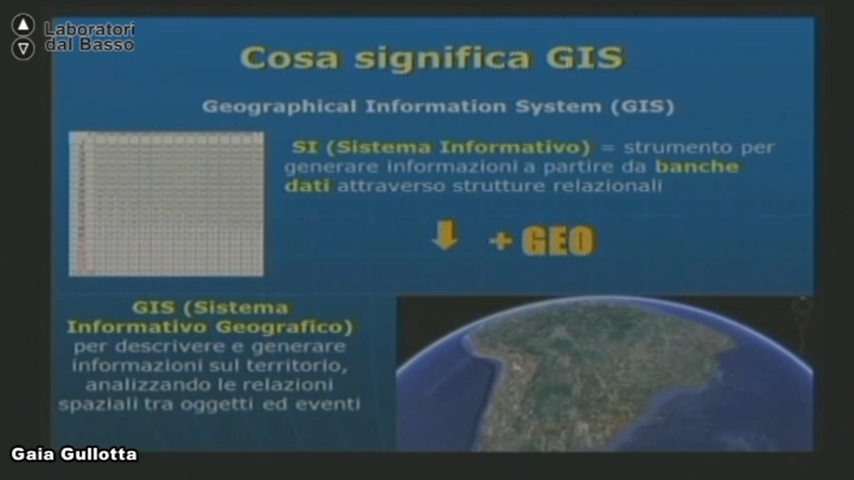 Laboratori
dal Basso
Cosa significa GIS
Geographical Information System (GIS)
SI (Sistema Informativo) = strumento per
generare informazioni a partire da banche
dati attraverso strutture relazionali
+ GEO
GIS (Sistema
Informativo Geografico)
per descrivere e generare
informazioni sul territorio,
analizzando le relazioni
spaziali tra oggetti ed eventi
Gaia Gullotta